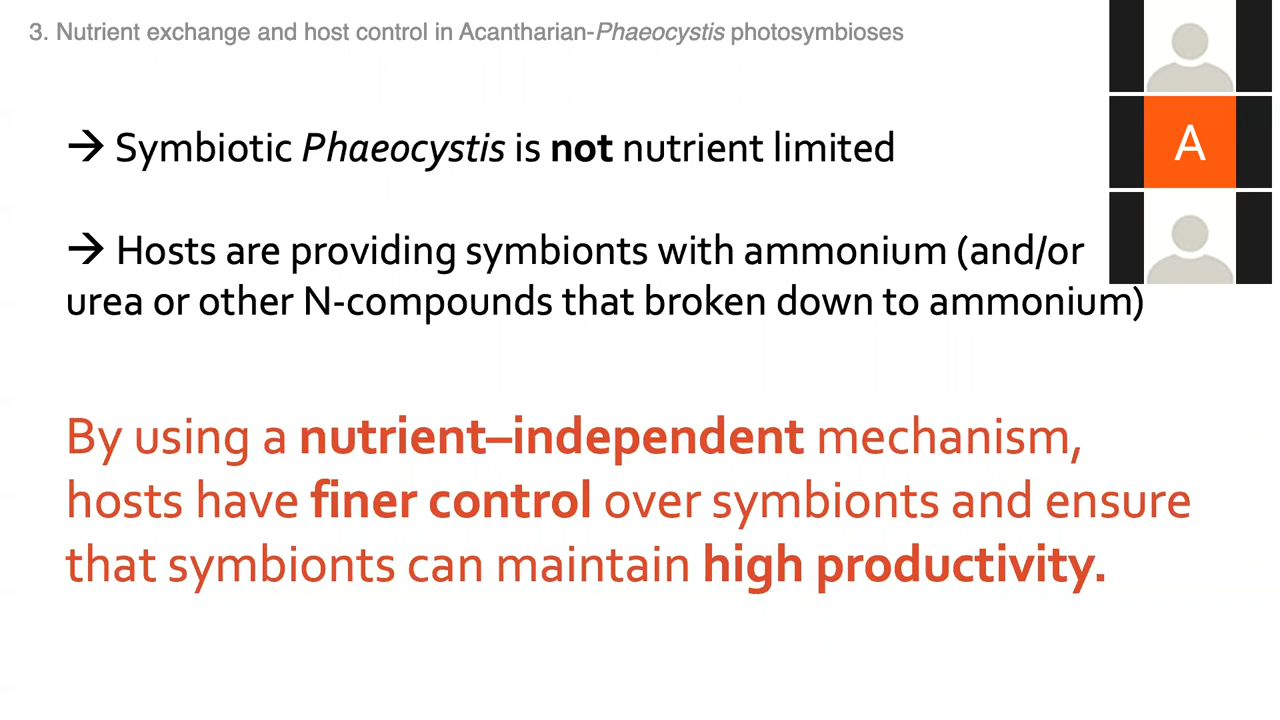 3. Nutrient exchange and host control in Acantharian-Phaeocystis photosymbioses
→ Symbiotic Phaeocystis is not nutrient limited
→ Hosts are providing symbionts with ammonium (and/or
urea or other N-compounds that broken down to ammonium)
By using a nutrient–independent mechanism,
hosts have finer control over symbionts and ensure
that symbionts can maintain high productivity.
A